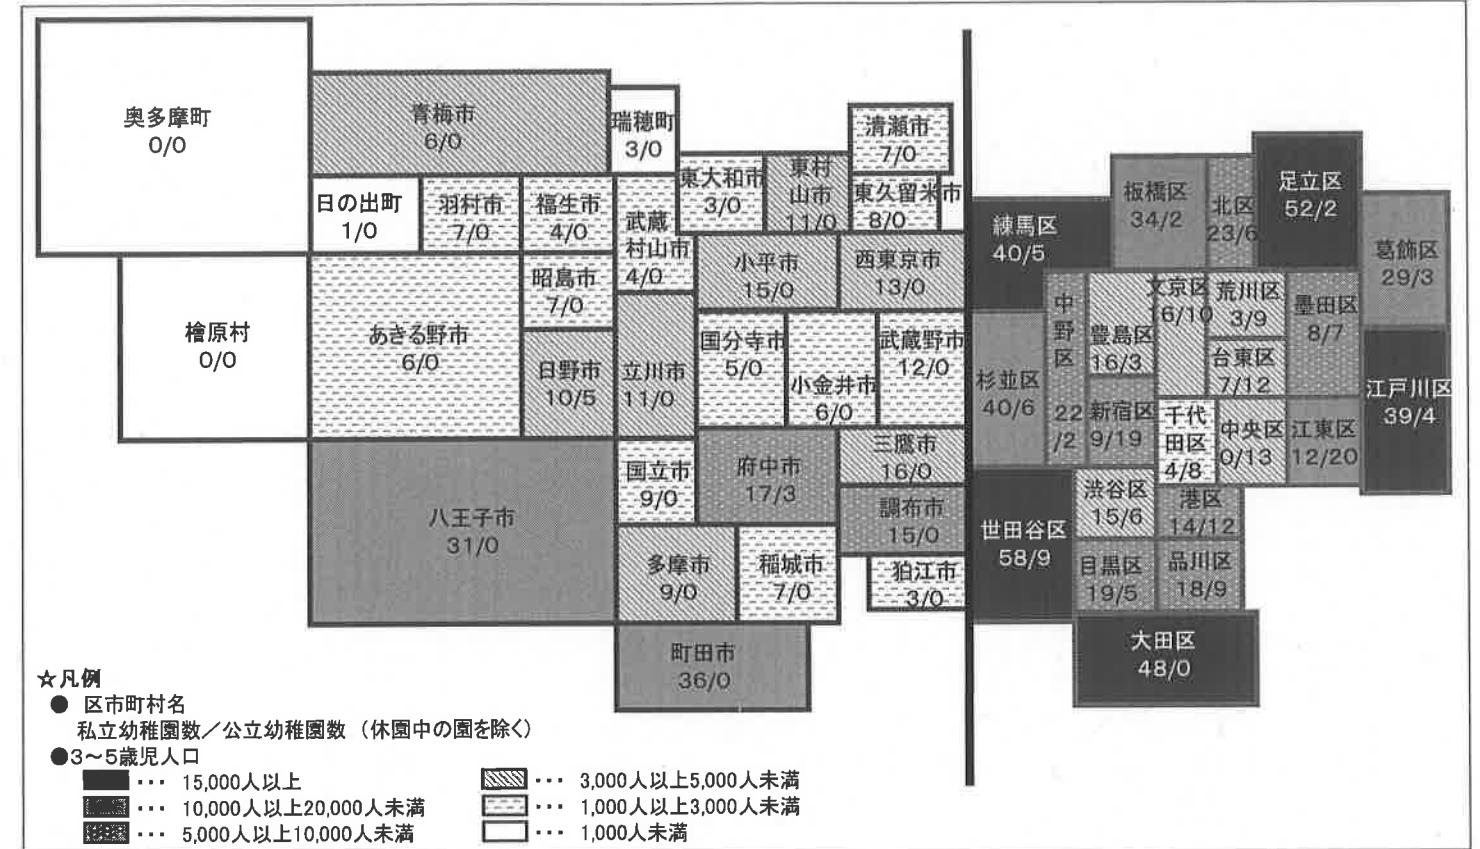 奥多摩町
0/0
青梅市
6/0
瑞穂町
3/0
清瀬市
7/0
東大和市
3/0
東村
山市
11/0
東久留米市
8/0
日の出町
1/0
羽村市
7/0
福生市
4/0
武蔵
村山市
4/0
小平市
15/0
西東京市
13/0
檜原村
0/0
あきる野市
6/0
昭島市
7/0
日野市
10/5
立川市
11/0
国分寺市
5/0
小金井市
6/0
武蔵野市
12/0
八王子市
31/0
国立市
9/0
府中市
17/3
三鷹市
16/0
調布市
15/0
多摩市
9/0
稲城市
7/0
狛江市
3/0
町田市
36/0
練馬区
40/5
板橋区
34/2
北区
23/6
足立区
52/2
葛飾区
29/3
中
野
区
22
/2
豊島区
16/3
文京区
16/10
荒川区
3/9
台東区
7/12
墨田区
8/7
江戸川区
39/4
杉並区
40/6
新宿区
9/19
千代
田区
4/8
中央区
0/13
江東区
12/20
世田谷区
58/9
渋谷区
15/6
港区
14/12
目黒区
19/5
品川区
18/9
大田区
48/0
☆凡例
● 区市町村名
私立幼稚園数/公立幼稚園数 (休園中の園を除く)
●3~5歳児人口
･･･ 15,000人以上
･･･ 10,000人以上20,000人未満
･･･ 5,000人以上10,000人未満
･･･ 3,000人以上5,000人未満
･･･ 1,000人以上3,000人未満
･･･ 1,000人未満